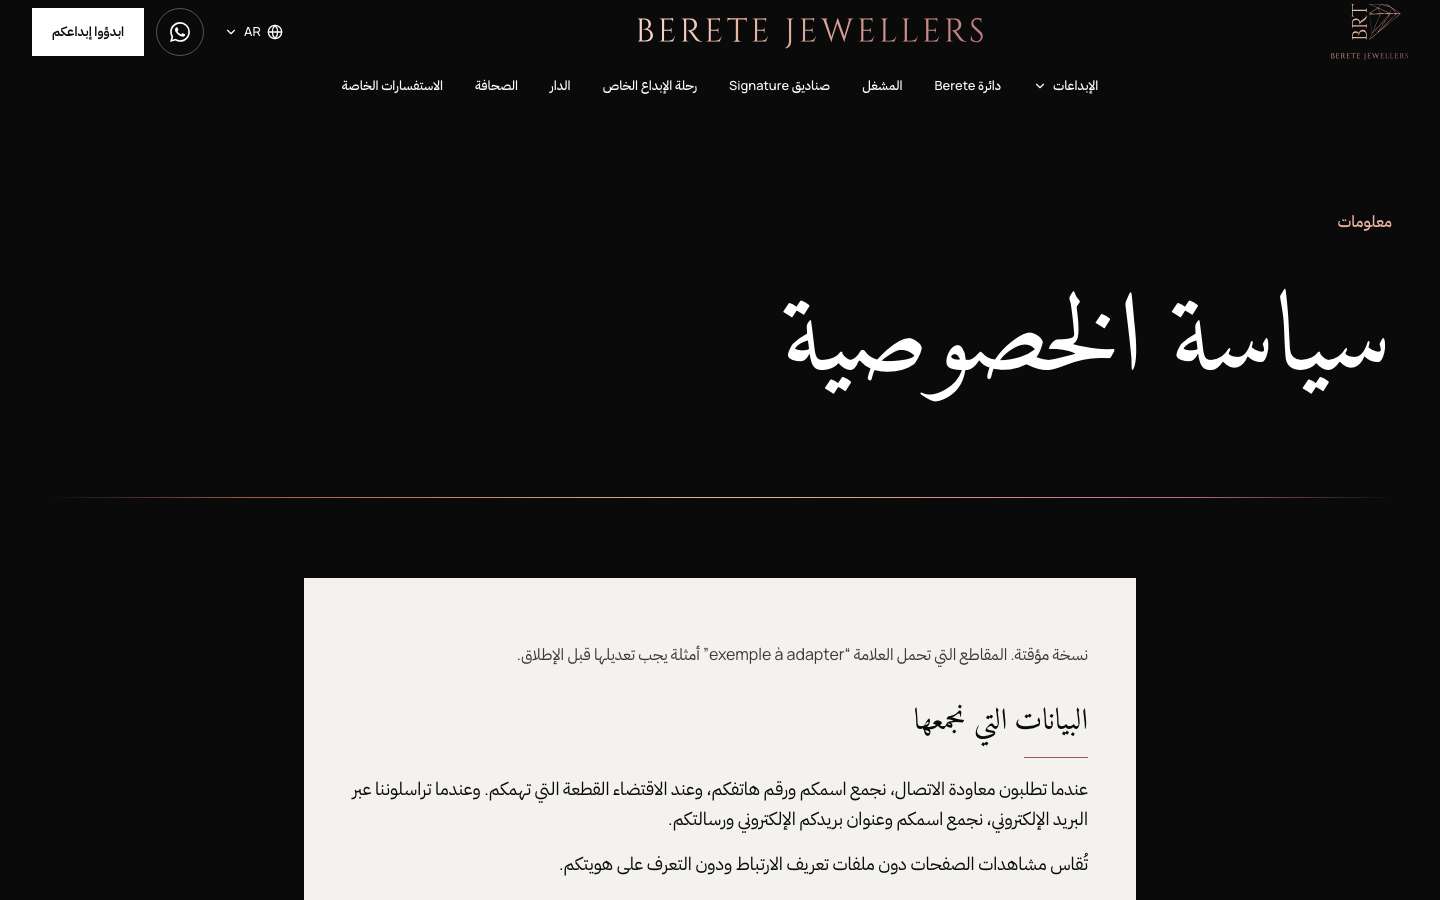 BRT
BERETE JEWELLERS
BERETE JEWELLERS
AR
ابدؤوا إبداعكم
الإبداعات
دائرة Berete
المشغل
صناديق Signature
رحلة الإبداع الخاص
الدار
الصحافة
الاستفسارات الخاصة
معلومات
سياسة الخصوصية
نسخة مؤقتة. المقاطع التي تحمل العلامة “exemple à adapter” أمثلة يجب تعديلها قبل الإطلاق.
البيانات التي نجمعها
عندما تطلبون معاودة الاتصال، نجمع اسمكم ورقم هاتفكم، وعند الاقتضاء القطعة التي تهمكم. وعندما تراسلوننا عبر
البريد الإلكتروني، نجمع اسمكم وعنوان بريدكم الإلكتروني ورسالتكم.
تُقاس مشاهدات الصفحات دون ملفات تعريف الارتباط ودون التعرف على هويتكم.